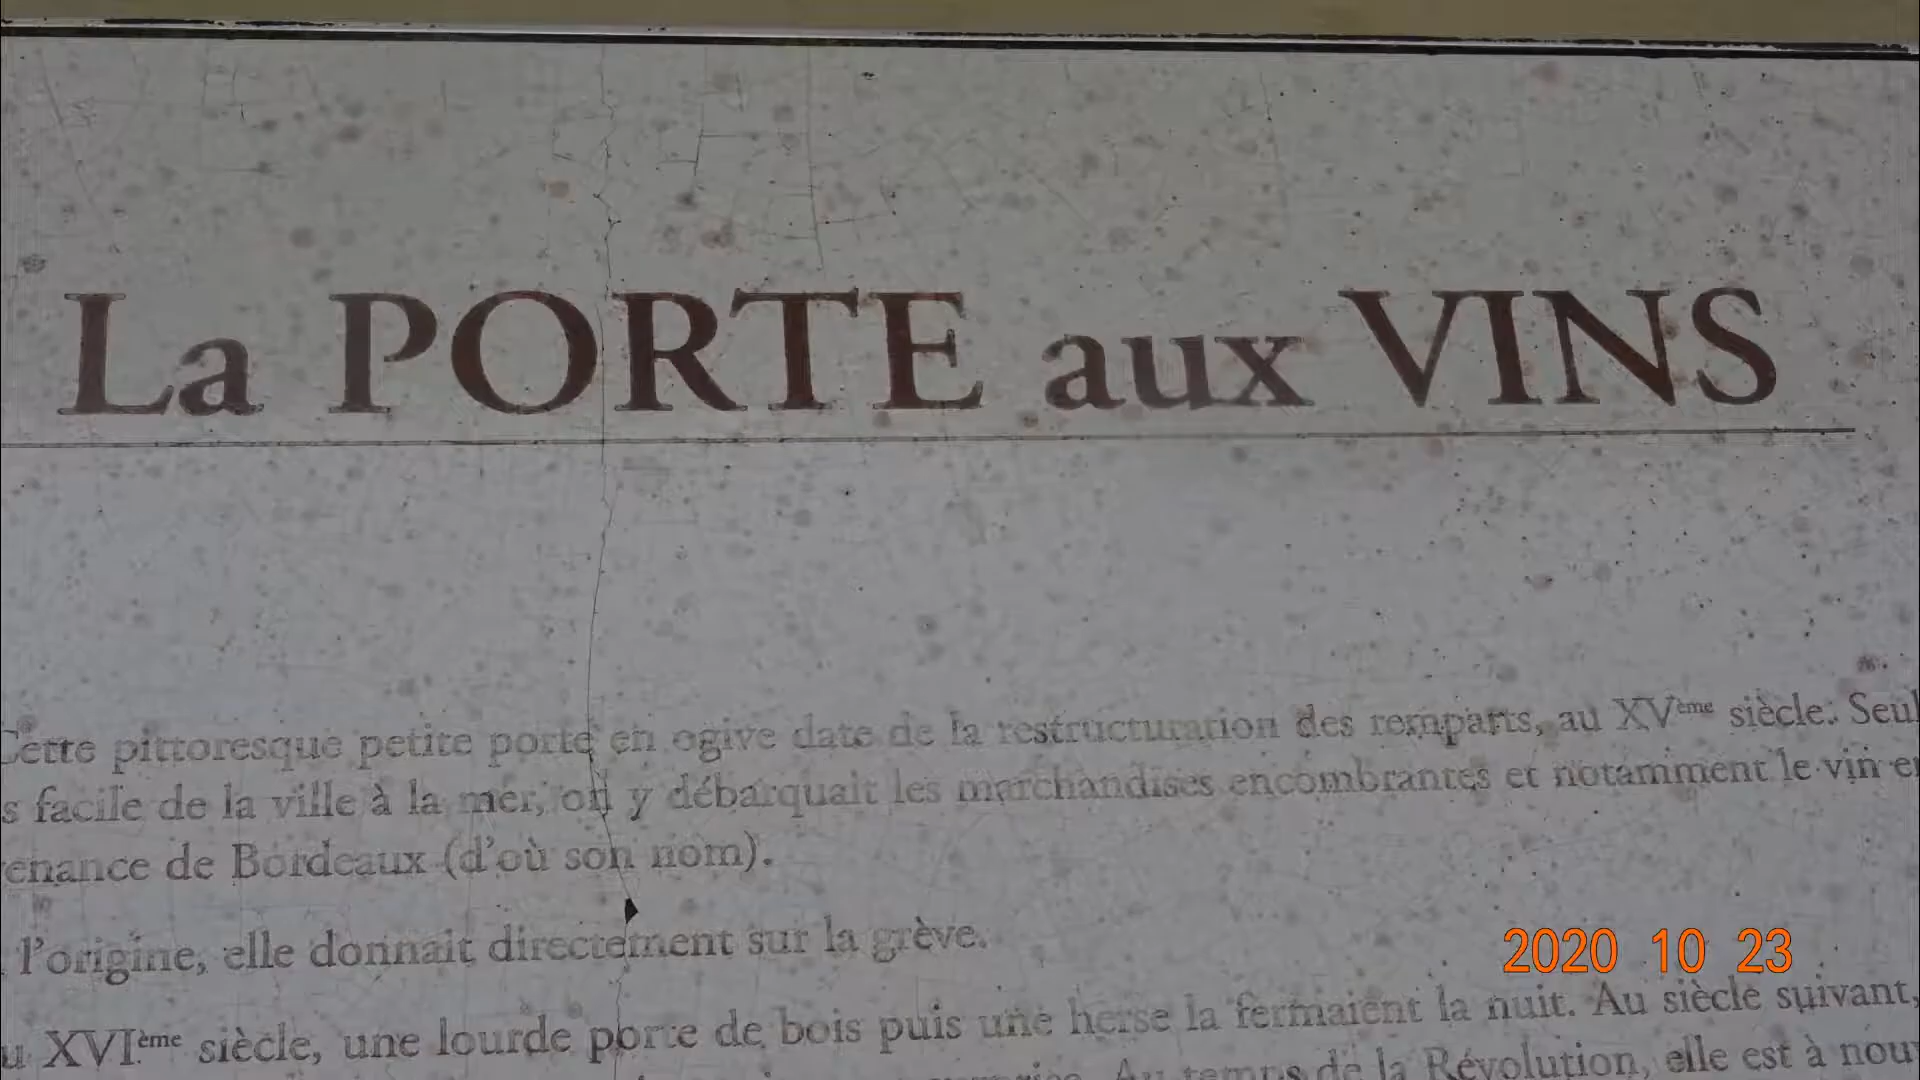 La PORTE aux VINS
Cette pittoresque petite porte en ogive date de la restructuration des remparts, au XVème siècle. Seul
s facile de la ville à la mer, on y débarquait les marchandises encombrantes et notamment le vin en
enance de Bordeaux (d'où son nom).
l'origine, elle donnait directement sur la grève.
2020 10 23
u XVIème siècle, une lourde porte de bois puis une herse la fermaient la nuit. Au siècle suivant,
Au temps de la Révolution, elle est à nou